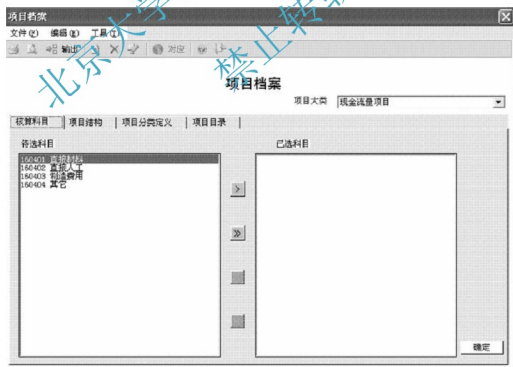 项目档案
文件(F) 编辑(E) 工具(T)
输出 对应
项目档案
项目大类 现金流量项目
核算科目 项目结构 项目分类定义 项目目录
待选科目 已选科目
160401 直接材料
160402 直接人工
160403 制造费用
160404 其它
>
≫
确定
北京大学
禁止转